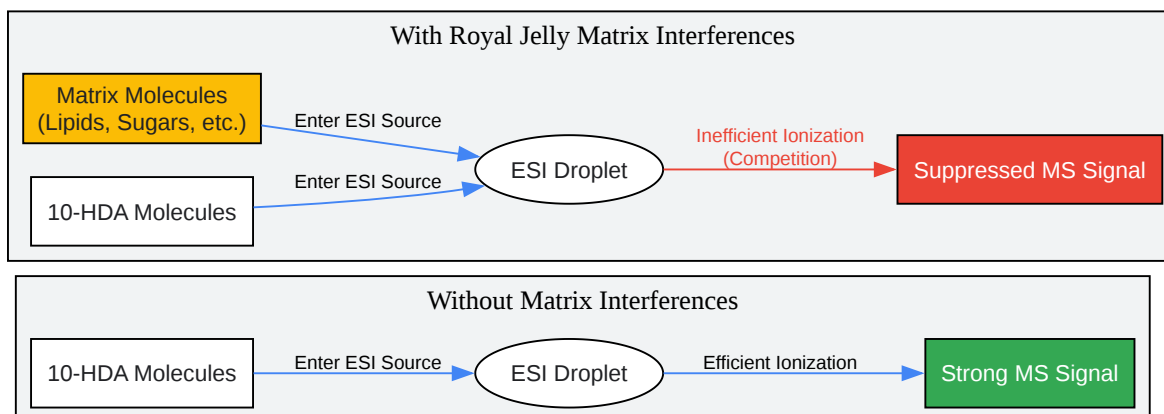 With Royal Jelly Matrix Interferences
Matrix Molecules
(Lipids, Sugars, etc.)
Enter ESI Source
Inefficient Ionization
(Competition)
ESI Droplet
Suppressed MS Signal
Enter ESI Source
10-HDA Molecules
Without Matrix Interferences
10-HDA Molecules
Enter ESI Source
ESI Droplet
Efficient Ionization
Strong MS Signal